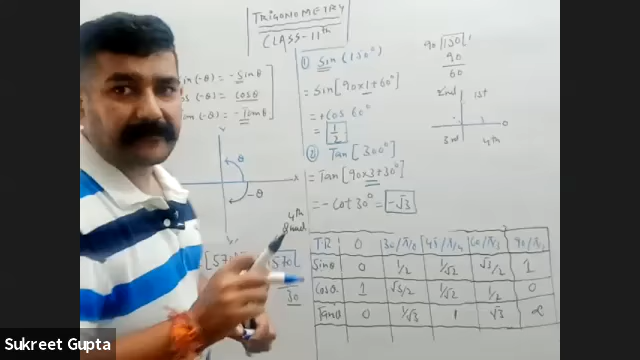 TRIGONOMETRY
CLASS-11th
in(-θ) = -Sinθ
os(-θ) = cosθ
an(-θ) = -Tanθ
① Sin(150°)
= Sin[90×1+60°]
= +Cos 60°
= 1/2
② Tan[300°]
= Tan[90×3+30°]
= -Cot 30° = -√3
90 150 1
90
60
2nd 1st
3rd 4th
0
θ
-θ
Y
X
Y'
4th
Quad
570
30
TR 0 30/π/6 45/π/4 60/π/3 90/π/2
Sinθ 0 1/2 1/√2 √3/2 1
Cosθ 1 √3/2 1/√2 1/2 0
Tanθ 0 1/√3 1 √3 ∝
Sukreet Gupta